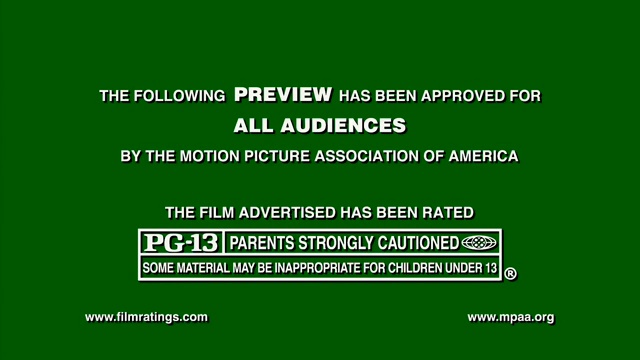 THE FOLLOWING PREVIEW HAS BEEN APPROVED FOR
ALL AUDIENCES
BY THE MOTION PICTURE ASSOCIATION OF AMERICA
THE FILM ADVERTISED HAS BEEN RATED
PG-13 PARENTS STRONGLY CAUTIONED
SOME MATERIAL MAY BE INAPPROPRIATE FOR CHILDREN UNDER 13 ®
www.filmratings.com www.mpaa.org